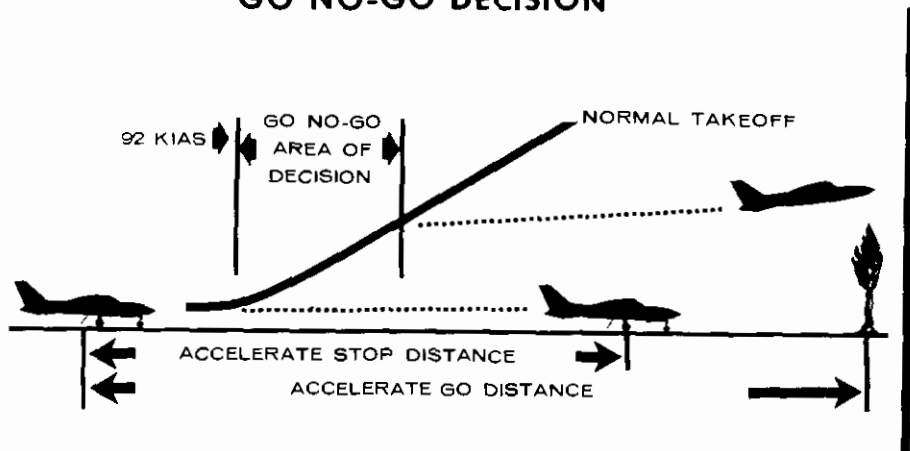 GO NO-GO DECISION
92 KIAS
GO NO-GO
AREA OF
DECISION
NORMAL TAKEOFF
ACCELERATE STOP DISTANCE
ACCELERATE GO DISTANCE